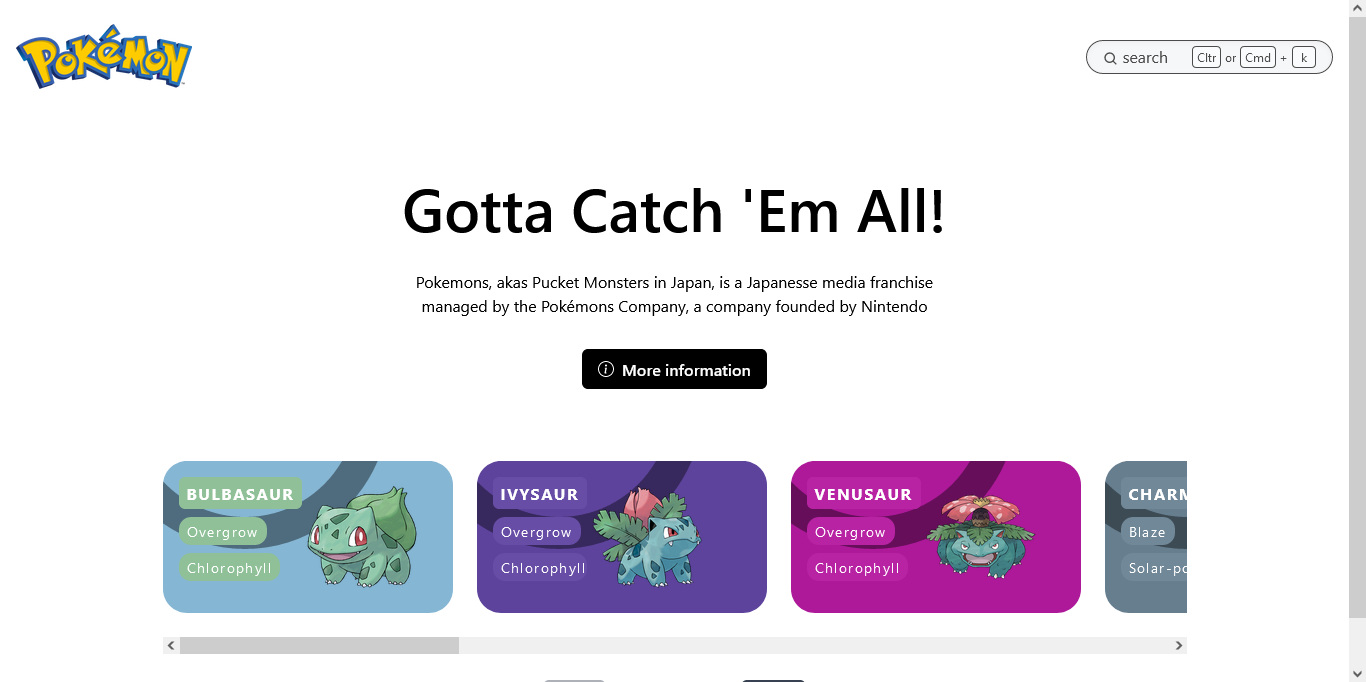 POKéMON
search Cltr or Cmd + k
Gotta Catch 'Em All!
Pokemons, akas Pucket Monsters in Japan, is a Japanesse media franchise
managed by the Pokémons Company, a company founded by Nintendo
More information
BULBASAUR
Overgrow
Chlorophyll
IVYSAUR
Overgrow
Chlorophyll
VENUSAUR
Overgrow
Chlorophyll
CHARM
Blaze
Solar-po